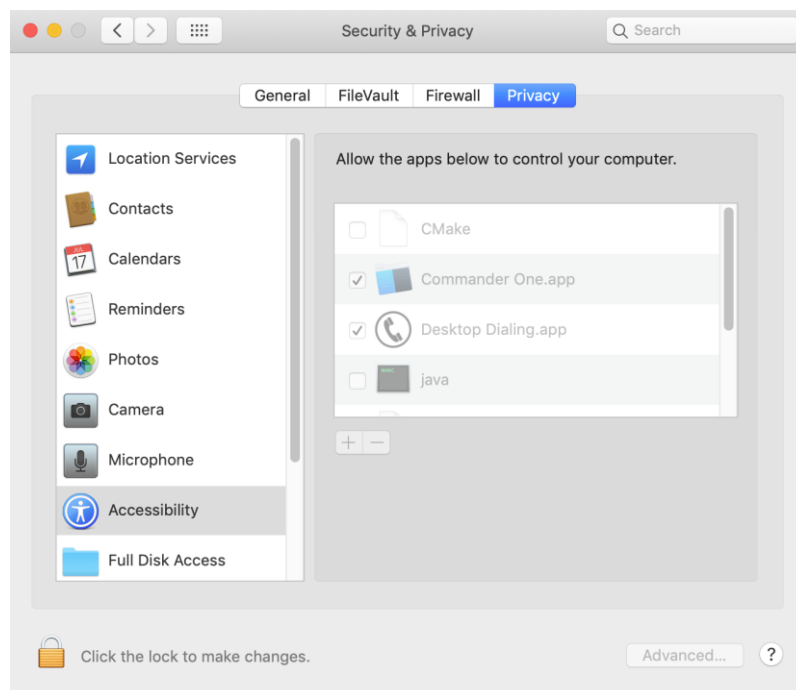 Security & Privacy
Search
General FileVault Firewall Privacy
Location Services
Contacts
JUL
17
Calendars
Reminders
Photos
Camera
Microphone
Accessibility
Full Disk Access
Allow the apps below to control your computer.
CMake
Commander One.app
Desktop Dialing.app
java
+ −
Click the lock to make changes.
Advanced... ?